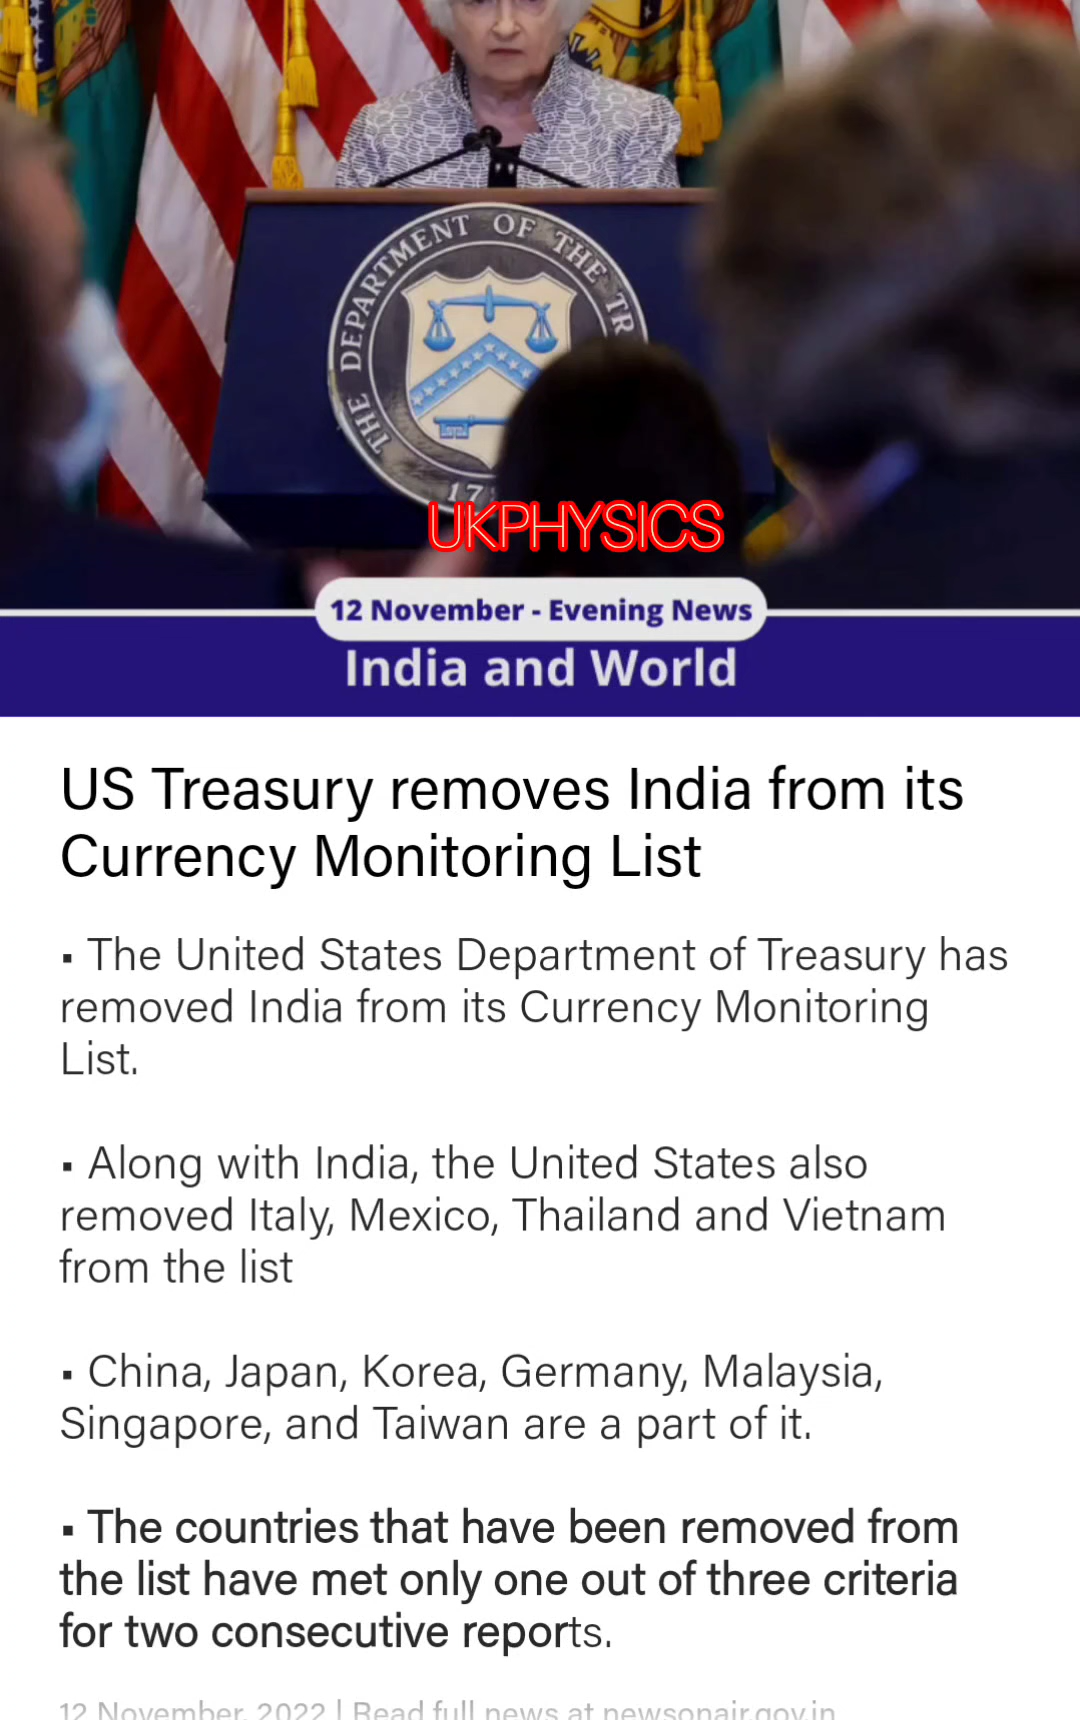 THE DEPARTMENT OF THE TR
17
UKPHYSICS
12 November - Evening News
India and World
US Treasury removes India from its
Currency Monitoring List
▪ The United States Department of Treasury has
removed India from its Currency Monitoring
List.
▪ Along with India, the United States also
removed Italy, Mexico, Thailand and Vietnam
from the list
▪ China, Japan, Korea, Germany, Malaysia,
Singapore, and Taiwan are a part of it.
▪ The countries that have been removed from
the list have met only one out of three criteria
for two consecutive reports.
12 November, 2022 | Read full news at newsonair.gov.in